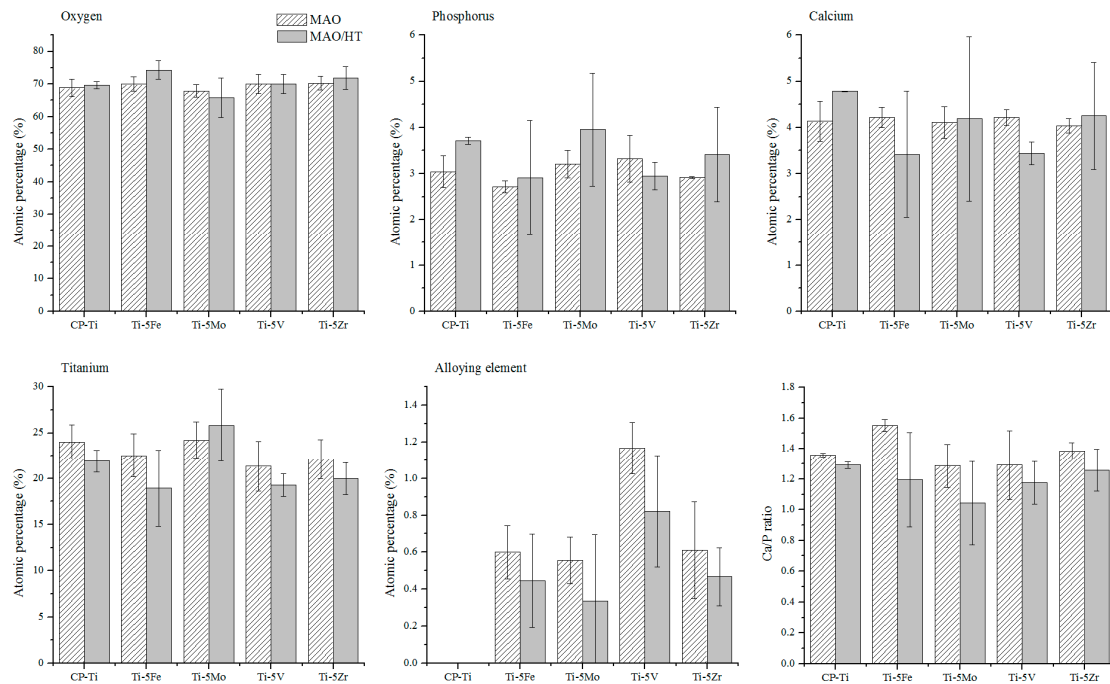 Oxygen
MAO
MAO/HT
Atomic percentage (%)
85
80
70
60
50
40
30
20
10
0
CP-Ti Ti-5Fe Ti-5Mo Ti-5V Ti-5Zr
Phosphorus
Atomic percentage (%)
6
5
4
3
2
1
0
CP-Ti Ti-5Fe Ti-5Mo Ti-5V Ti-5Zr
Calcium
Atomic percentage (%)
6
5
4
3
2
1
0
CP-Ti Ti-5Fe Ti-5Mo Ti-5V Ti-5Zr
Titanium
Atomic percentage (%)
30
25
20
15
10
5
0
CP-Ti Ti-5Fe Ti-5Mo Ti-5V Ti-5Zr
Alloying element
Atomic percentage (%)
1.4
1.2
1.0
0.8
0.6
0.4
0.2
0.0
CP-Ti Ti-5Fe Ti-5Mo Ti-5V Ti-5Zr
Ca/P ratio
1.8
1.6
1.4
1.2
1.0
0.8
0.6
0.4
0.2
0.0
CP-Ti Ti-5Fe Ti-5Mo Ti-5V Ti-5Zr